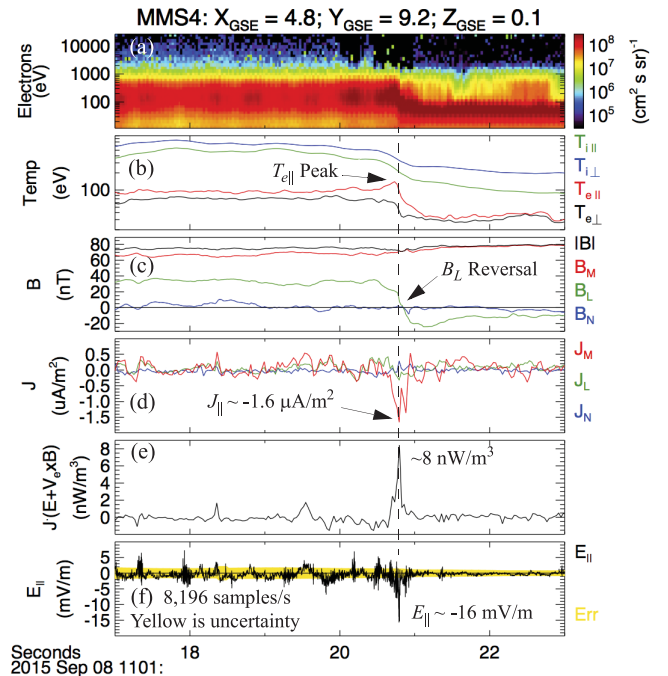 MMS4: X_GSE = 4.8; Y_GSE = 9.2; Z_GSE = 0.1
(a)
Electrons
(eV)
10000
1000
100
10^8
10^7
10^6
10^5
(cm² s sr)⁻¹
(b)
Temp
(eV)
100
T_e|| Peak
T_i||
T_i⊥
T_e||
T_e⊥
(c)
B
(nT)
80
60
40
20
0
-20
B_L Reversal
|B|
B_M
B_L
B_N
(d)
J
(uA/m²)
0.5
0.0
-0.5
-1.0
-1.5
J_|| ~ -1.6 µA/m²
J_M
J_L
J_N
(e)
J·(E+V_exB)
(nW/m³)
8
6
4
2
0
~8 nW/m³
(f)
E_||
(mV/m)
5
0
-5
-10
-15
8,196 samples/s
Yellow is uncertainty
E_|| ~ -16 mV/m
E_||
Err
18
19
20
21
22
Seconds
2015 Sep 08 1101: